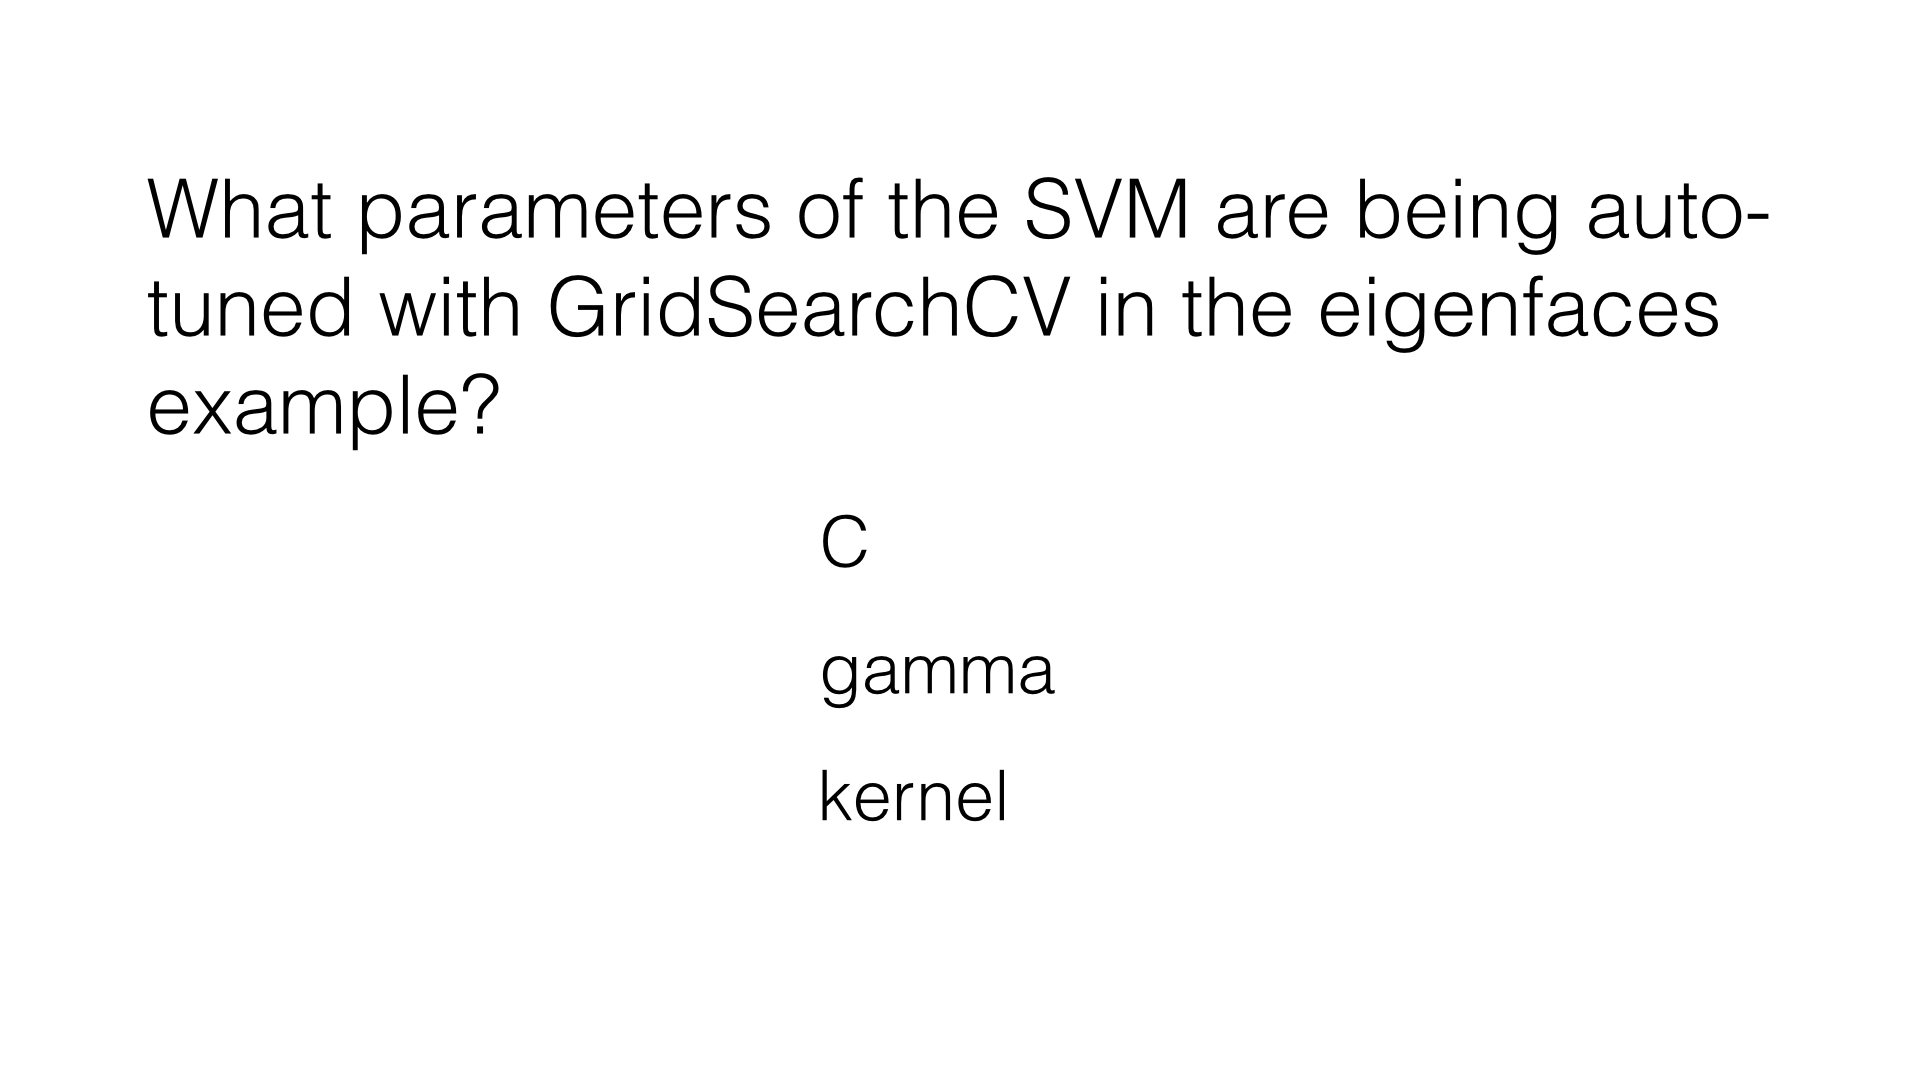 What parameters of the SVM are being auto-
tuned with GridSearchCV in the eigenfaces
example?
C
gamma
kernel